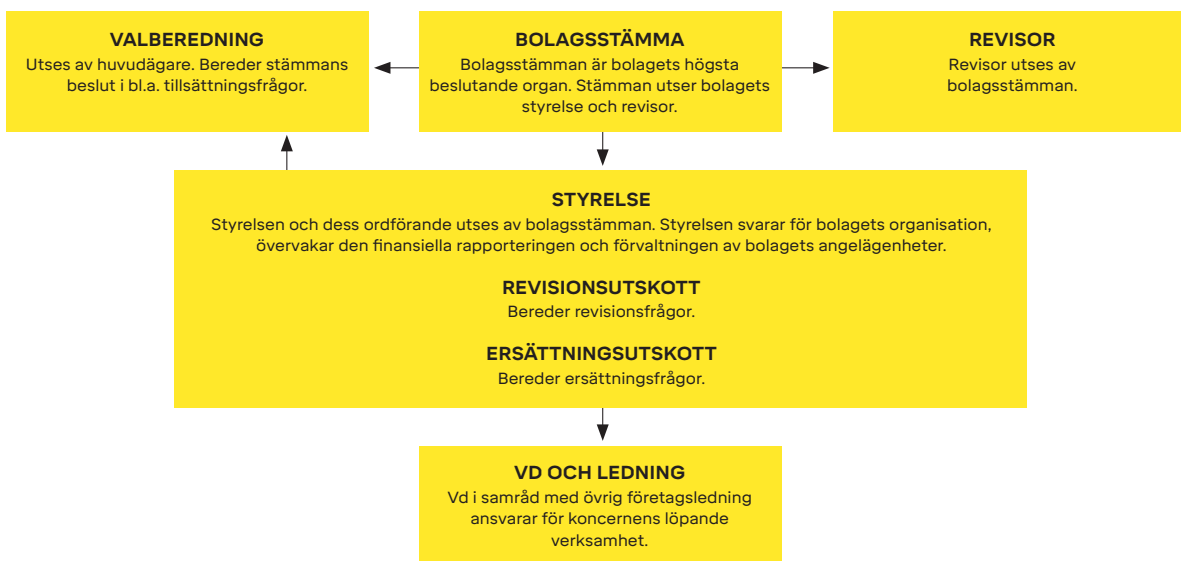 VALBEREDNING
Utses av huvudägare. Bereder stämmans
beslut i bl.a. tillsättningsfrågor.
BOLAGSSTÄMMA
Bolagsstämman är bolagets högsta
beslutande organ. Stämman utser bolagets
styrelse och revisor.
REVISOR
Revisor utses av
bolagsstämman.
STYRELSE
Styrelsen och dess ordförande utses av bolagsstämman. Styrelsen svarar för bolagets organisation,
övervakar den finansiella rapporteringen och förvaltningen av bolagets angelägenheter.
REVISIONSUTSKOTT
Bereder revisionsfrågor.
ERSÄTTNINGSUTSKOTT
Bereder ersättningsfrågor.
VD OCH LEDNING
Vd i samråd med övrig företagsledning
ansvarar för koncernens löpande
verksamhet.